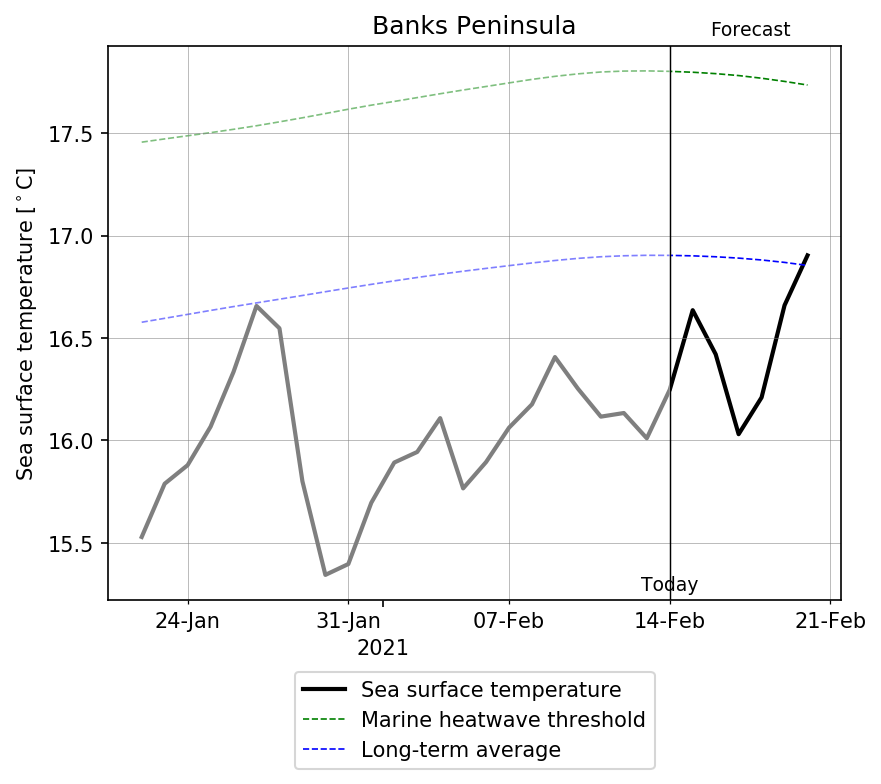 Banks Peninsula
Forecast
Sea surface temperature [°C]
17.5
17.0
16.5
16.0
15.5
Today
24-Jan 31-Jan 07-Feb 14-Feb 21-Feb
2021
Sea surface temperature
Marine heatwave threshold
Long-term average